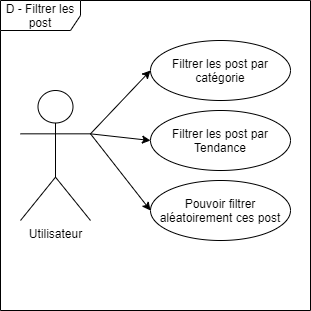 D - Filtrer les
post
Filtrer les post par
catégorie
Filtrer les post par
Tendance
Pouvoir filtrer
aléatoirement ces post
Utilisateur